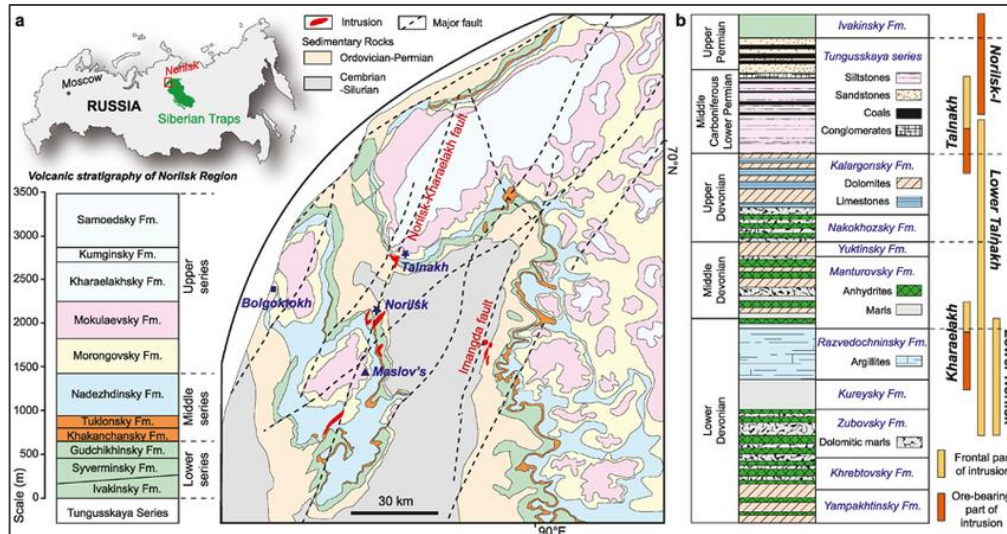 a
Moscow
Norilsk
RUSSIA
Siberian Traps
Intrusion
Major fault
Sedimentary Rocks
Ordovician-Permian
Cembrian
-Silurian
Volcanic stratigraphy of Norilsk Region
3500
3000
2500
2000
1500
1000
500
0
Scale (m)
Samoedsky Fm.
Kumginsky Fm.
Kharaelakhsky Fm.
Mokulaevsky Fm.
Morongovsky Fm.
Nadezhdinsky Fm.
Tuklonsky Fm.
Khakanchansky Fm.
Gudchikhinsky Fm.
Syverminsky Fm.
Ivakinsky Fm.
Tungusskaya Series
Upper
series
Middle
series
Lower
series
Norilsk-Kharaelakh fault
Talnakh
Bolgoktokh
Norilsk
Imangda fault
Maslov's
30 km
70°N
90°E
b
Upper
Permian
Middle
Carboniferous
Lower Permian
Upper
Devonian
Middle
Devonian
Lower
Devonian
Ivakinsky Fm.
Tungusskaya series
Siltstones
Sandstones
Coals
Conglomerates
Kalargonsky Fm.
Dolomites
Limestones
Nakokhozsky Fm.
Yuktinsky Fm.
Manturovsky Fm.
Anhydrites
Marls
Razvedochninsky Fm.
Argillites
Kureysky Fm.
Zubovsky Fm.
Dolomitic marls
Khrebtovsky Fm.
Yampakhtinsky Fm.
Norilsk-
Talnakh
Lower Talnakh
Kharaelakh
Frontal par
of intrusion
Ore-bearing
part of
intrusion